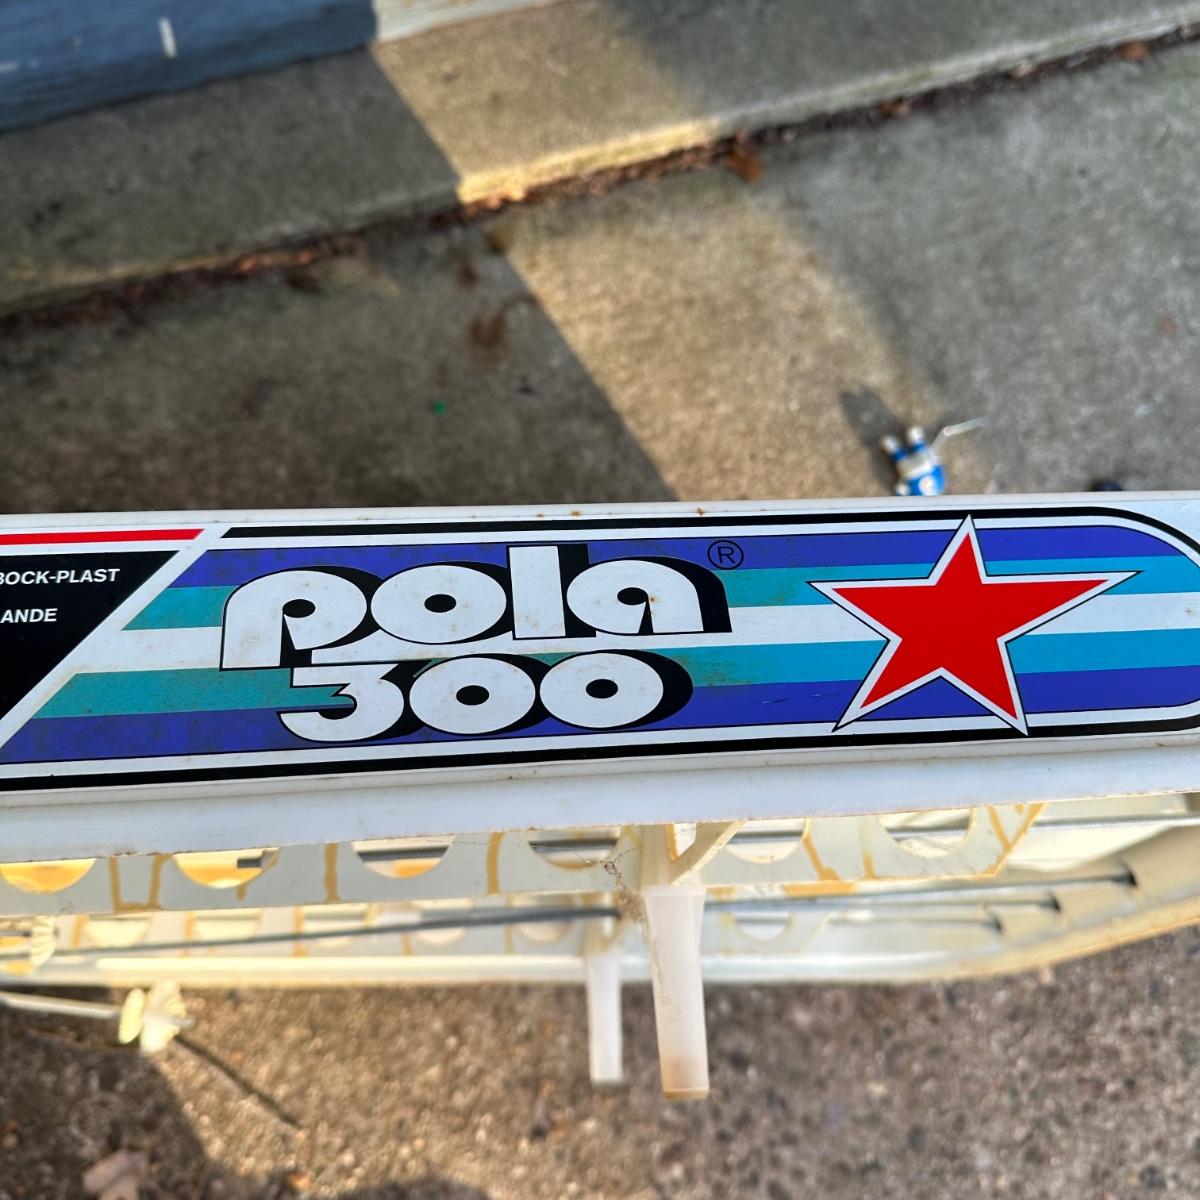 BOCK-PLAST
ANDE
pola®
300